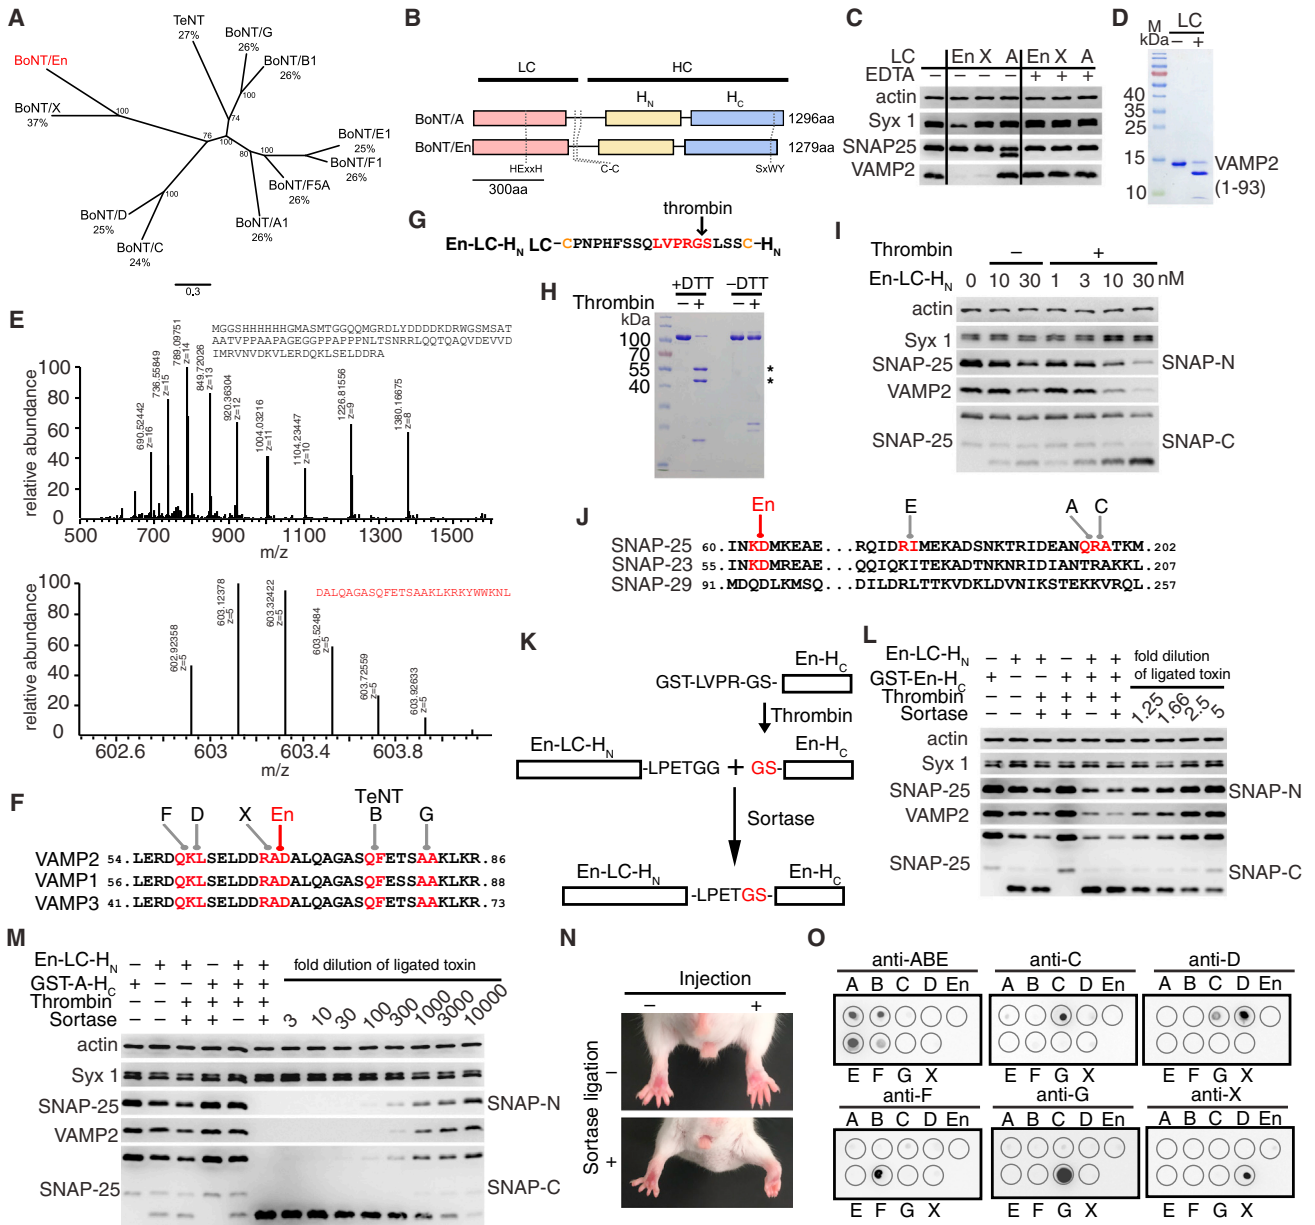 A
TeNT
27%
BoNT/G
26%
BoNT/B1
26%
BoNT/En
BoNT/X
37%
100
100
74
76
100
80
100
100
BoNT/E1
25%
BoNT/F1
26%
BoNT/F5A
26%
BoNT/A1
26%
BoNT/D
25%
BoNT/C
24%
0.3
B
LC HC
HN HC
BoNT/A 1296aa
BoNT/En 1279aa
HExxH C-C SxWY
300aa
C
LC En X A En X A
EDTA – – – – + + +
actin
Syx 1
SNAP25
VAMP2
D
M LC
kDa – +
40
35
25
15
10
VAMP2
(1-93)
E
MGGSHHHHHHGMASMTGGQQMGRDLYDDDDKDRWGSMSAT
AATVPPAAPAGEGGPPAPPPNLTSNRRLQQTQAQVDEVVD
IMRVNVDKVLERDQKLSELDDRA
relative abundance
100
80
60
40
20
0
690.52442
z=16
736.55849
z=15
789.09751
z=14
849.72026
z=13
920.36304
z=12
1004.03216
z=11
1104.23447
z=10
1226.81556
z=9
1380.16675
z=8
500 700 900 1100 1300 1500
m/z
DALQAGASQFETSAAKLKRKYWWKNL
relative abundance
100
80
60
40
20
0
602.92358
z=5
603.12378
z=5
603.32422
z=5
603.52484
z=5
603.72559
z=5
603.92633
z=5
602.6 603 603.4 603.8
m/z
F
TeNT
F D X En B G
VAMP2 54.LERDQKLSELDDRADALQAGASQFETSAAKLKR.86
VAMP1 56.LERDQKLSELDDRADALQAGASQFESSAAKLKR.88
VAMP3 41.LERDQKLSELDDRADALQAGASQFETSAAKLKR.73
G
thrombin
En-LC-HN LC–CPNPHFSSQLVPRGSLSSC–HN
H
+DTT –DTT
Thrombin – + – +
kDa
100
70
55
40
*
*
I
Thrombin – +
En-LC-HN 0 10 30 1 3 10 30 nM
actin
Syx 1
SNAP-25 SNAP-N
VAMP2
SNAP-25 SNAP-C
J
En E A C
SNAP-25 60.INKDMKEAE...RQIDRIMEKADSNKTRIDEANQRATKM.202
SNAP-23 55.INKDMREAE...QQIQKITEKADTNKNRIDIANTRAKKL.207
SNAP-29 91.MDQDLKMSQ...DILDRLTTKVDKLDVNIKSTEKKVRQL.257
K
En-HC
GST-LVPR-GS-
Thrombin
En-LC-HN En-HC
-LPETGG + GS-
Sortase
En-LC-HN En-HC
-LPETGS-
L
En-LC-HN – + + – + + fold dilution
GST-En-HC + – – + + + of ligated toxin
Thrombin – – + + + +
Sortase – – + + – + 1.25 1.66 2.5 5
actin
Syx 1
SNAP-25 SNAP-N
VAMP2
SNAP-25 SNAP-C
M
En-LC-HN – + + – + + fold dilution of ligated toxin
GST-A-HC + – – + + +
Thrombin – – + + + +
Sortase – – + + – + 3 10 30 100 300 1000 3000 10000
actin
Syx 1
SNAP-25 SNAP-N
VAMP2
SNAP-25 SNAP-C
N
Injection
– +
Sortase ligation
–
+
O
anti-ABE anti-C anti-D
A B C D En A B C D En A B C D En
E F G X E F G X E F G X
anti-F anti-G anti-X
A B C D En A B C D En A B C D En
E F G X E F G X E F G X